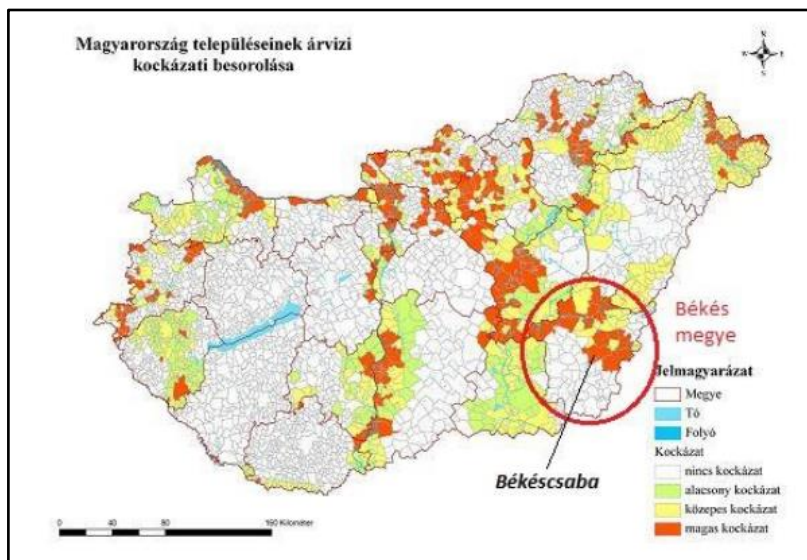 Magyarország településeinek árvizi
kockázati besorolása
N
W E
S
Békés
megye
Jelmagyarázat
Megye
Tó
Folyó
Kockázat
nincs kockázat
alacsony kockázat
közepes kockázat
magas kockázat
Békéscsaba
0 40 80 160 Kilométer